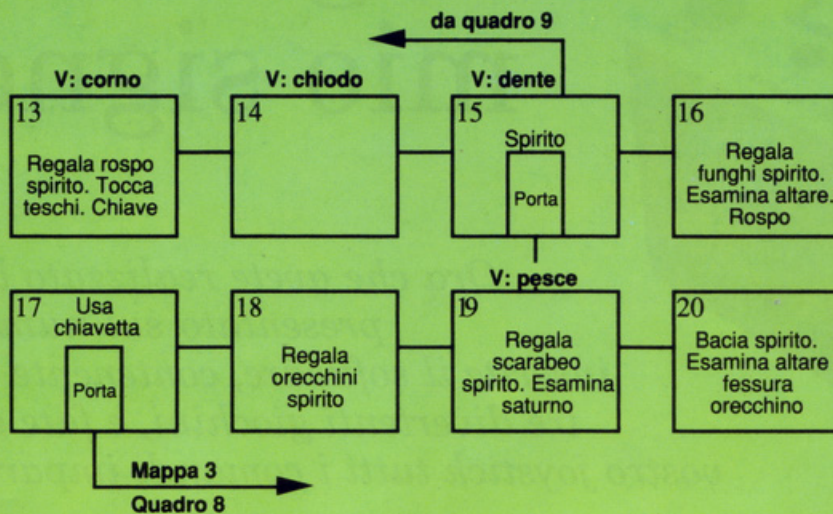 da quadro 9
V: corno
V: chiodo
V: dente
13
14
15
16
Regala rospo
spirito. Tocca
teschi. Chiave
Spirito
Porta
Regala
funghi spirito.
Esamina altare.
Rospo
V: pesce
17
18
19
20
Usa
chiavetta
Porta
Regala
orecchini
spirito
Regala
scarabeo
spirito. Esamina
saturno
Bacia spirito.
Esamina altare
fessura
orecchino
Mappa 3
Quadro 8